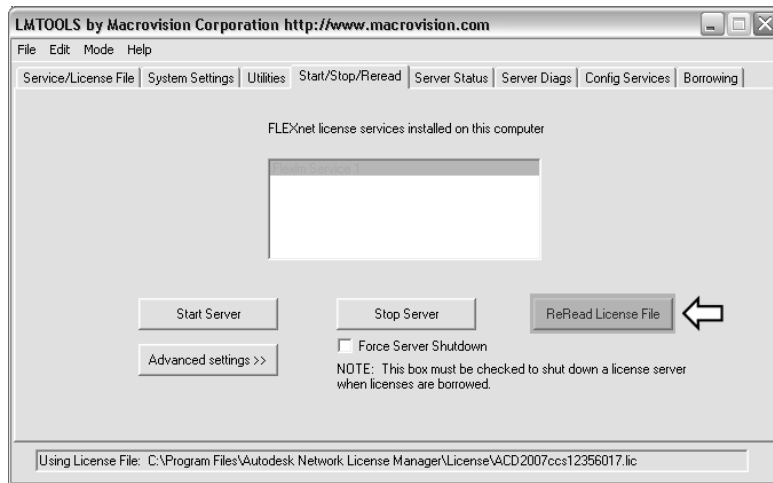 LMTOOLS by Macrovision Corporation http://www.macrovision.com
File Edit Mode Help
Service/License File System Settings Utilities Start/Stop/Reread Server Status Server Diags Config Services Borrowing
FLEXnet license services installed on this computer
Flexlm Service 1
Start Server Stop Server ReRead License File
Force Server Shutdown
Advanced settings >>
NOTE: This box must be checked to shut down a license server
when licenses are borrowed.
Using License File: C:\Program Files\Autodesk Network License Manager\License\ACD2007ccs12356017.lic